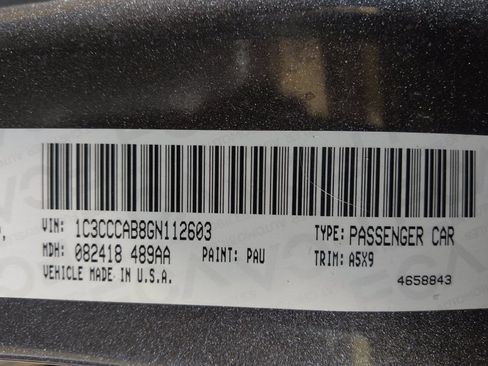 VIN: 1C3CCCAB8GN112603 TYPE: PASSENGER CAR
MDH: 082418 489AA PAINT: PAU TRIM: A5X9
VEHICLE MADE IN U.S.A. 4658843